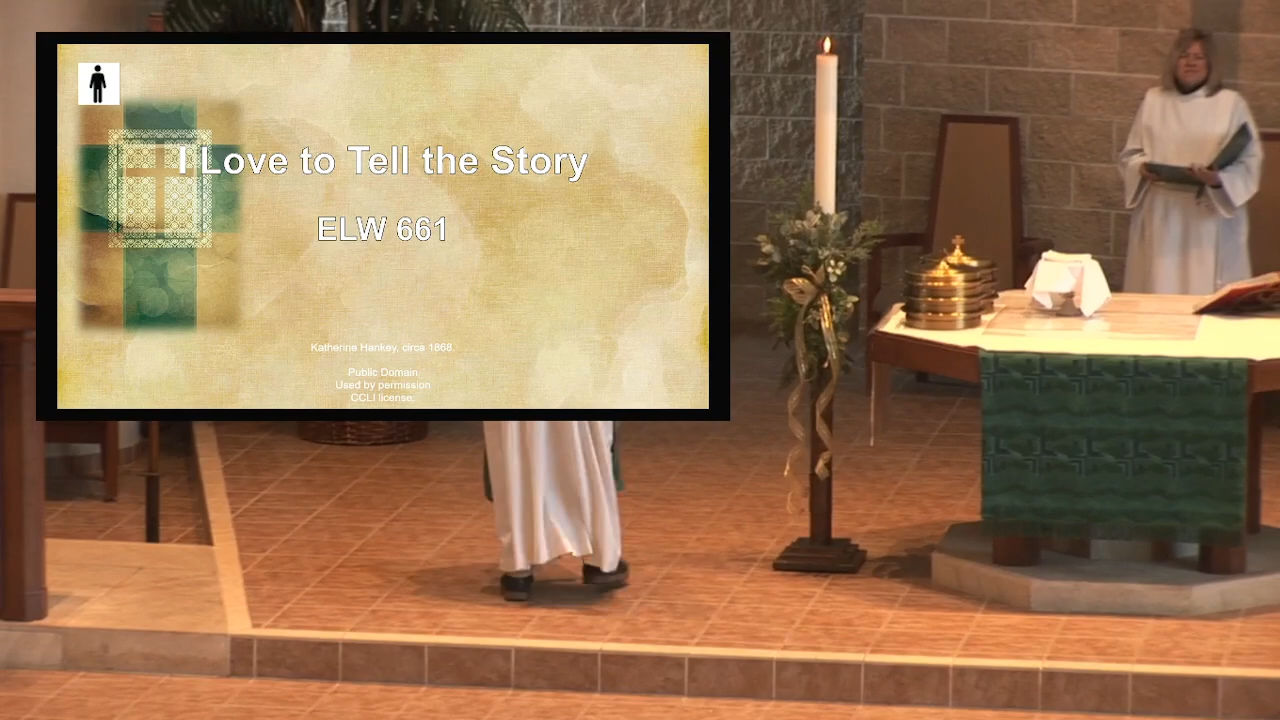 I Love to Tell the Story
ELW 661
Katherine Hankey, circa 1868.
Public Domain
Used by permission
CCLI license;